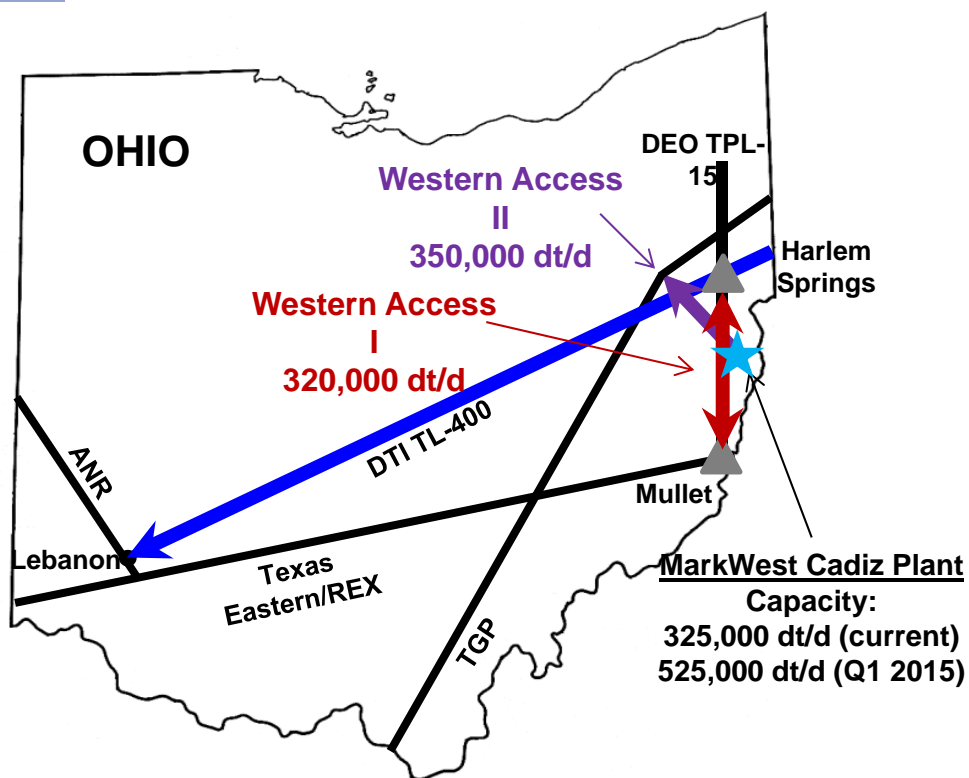 OHIO
DEO TPL-
15
Western Access
II
350,000 dt/d
Harlem
Springs
Western Access
I
320,000 dt/d
DTI TL-400
ANR
Mullet
Lebanon
Texas
Eastern/REX
TGP
MarkWest Cadiz Plant
Capacity:
325,000 dt/d (current)
525,000 dt/d (Q1 2015)